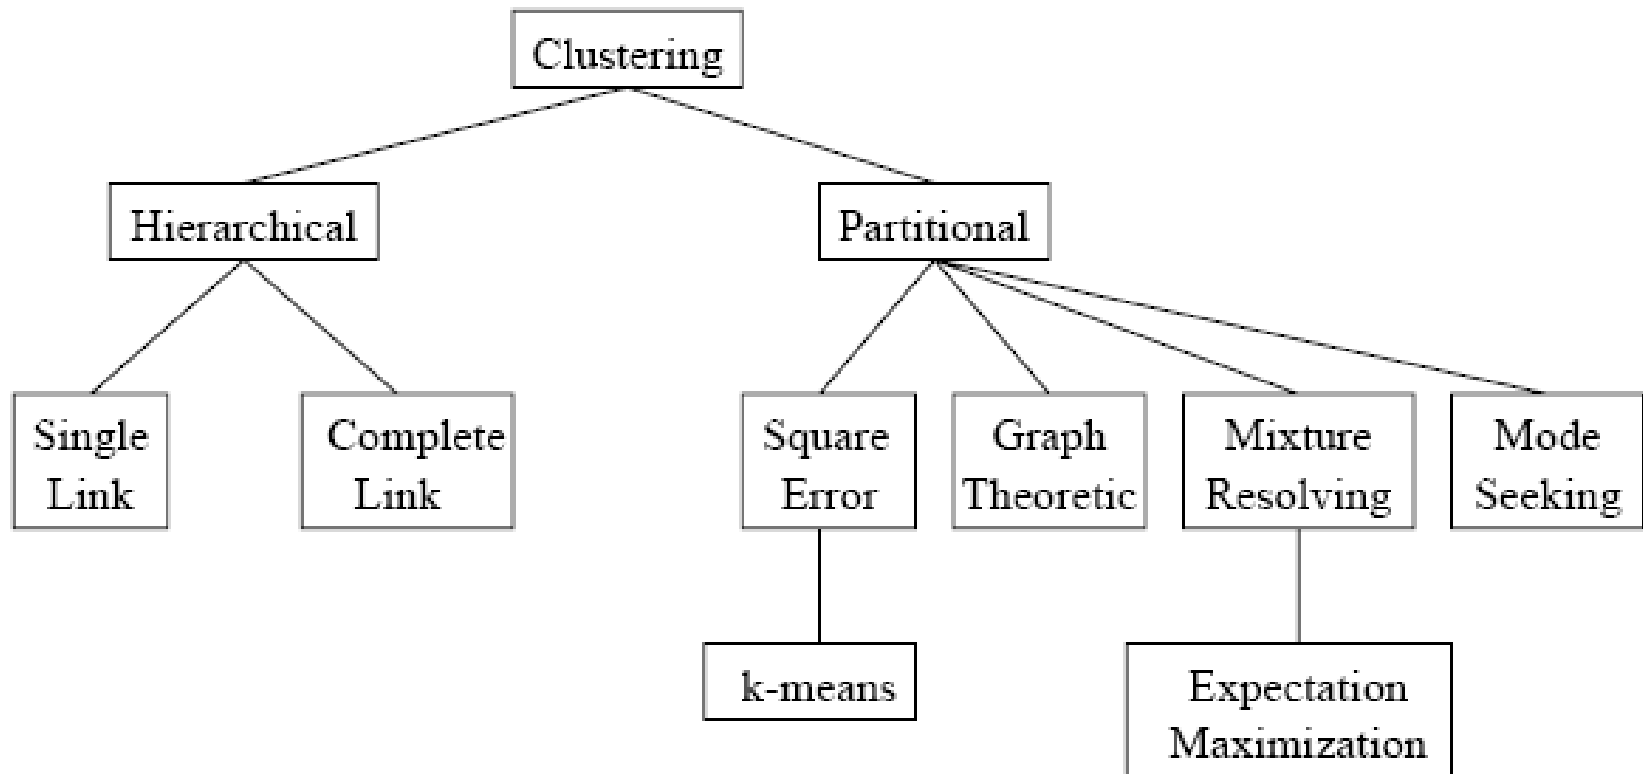 Clustering
Hierarchical
Partitional
Single
Link
Complete
Link
Square
Error
Graph
Theoretic
Mixture
Resolving
Mode
Seeking
k-means
Expectation
Maximization